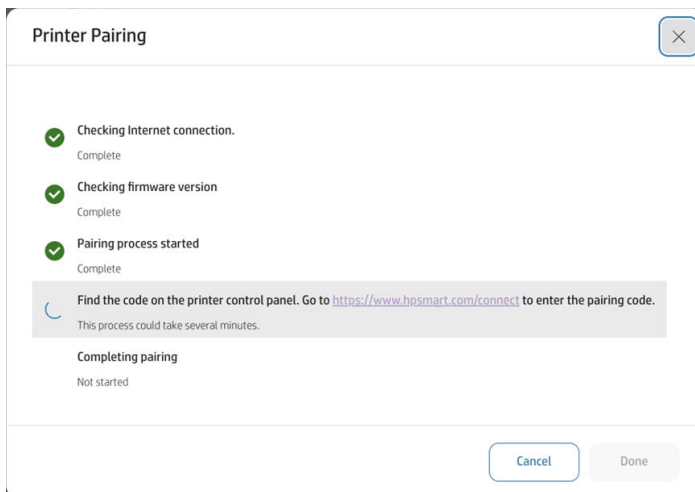 Printer Pairing
Checking Internet connection.
Complete
Checking firmware version
Complete
Pairing process started
Complete
Find the code on the printer control panel. Go to https://www.hpsmart.com/connect to enter the pairing code.
This process could take several minutes.
Completing pairing
Not started
Cancel Done